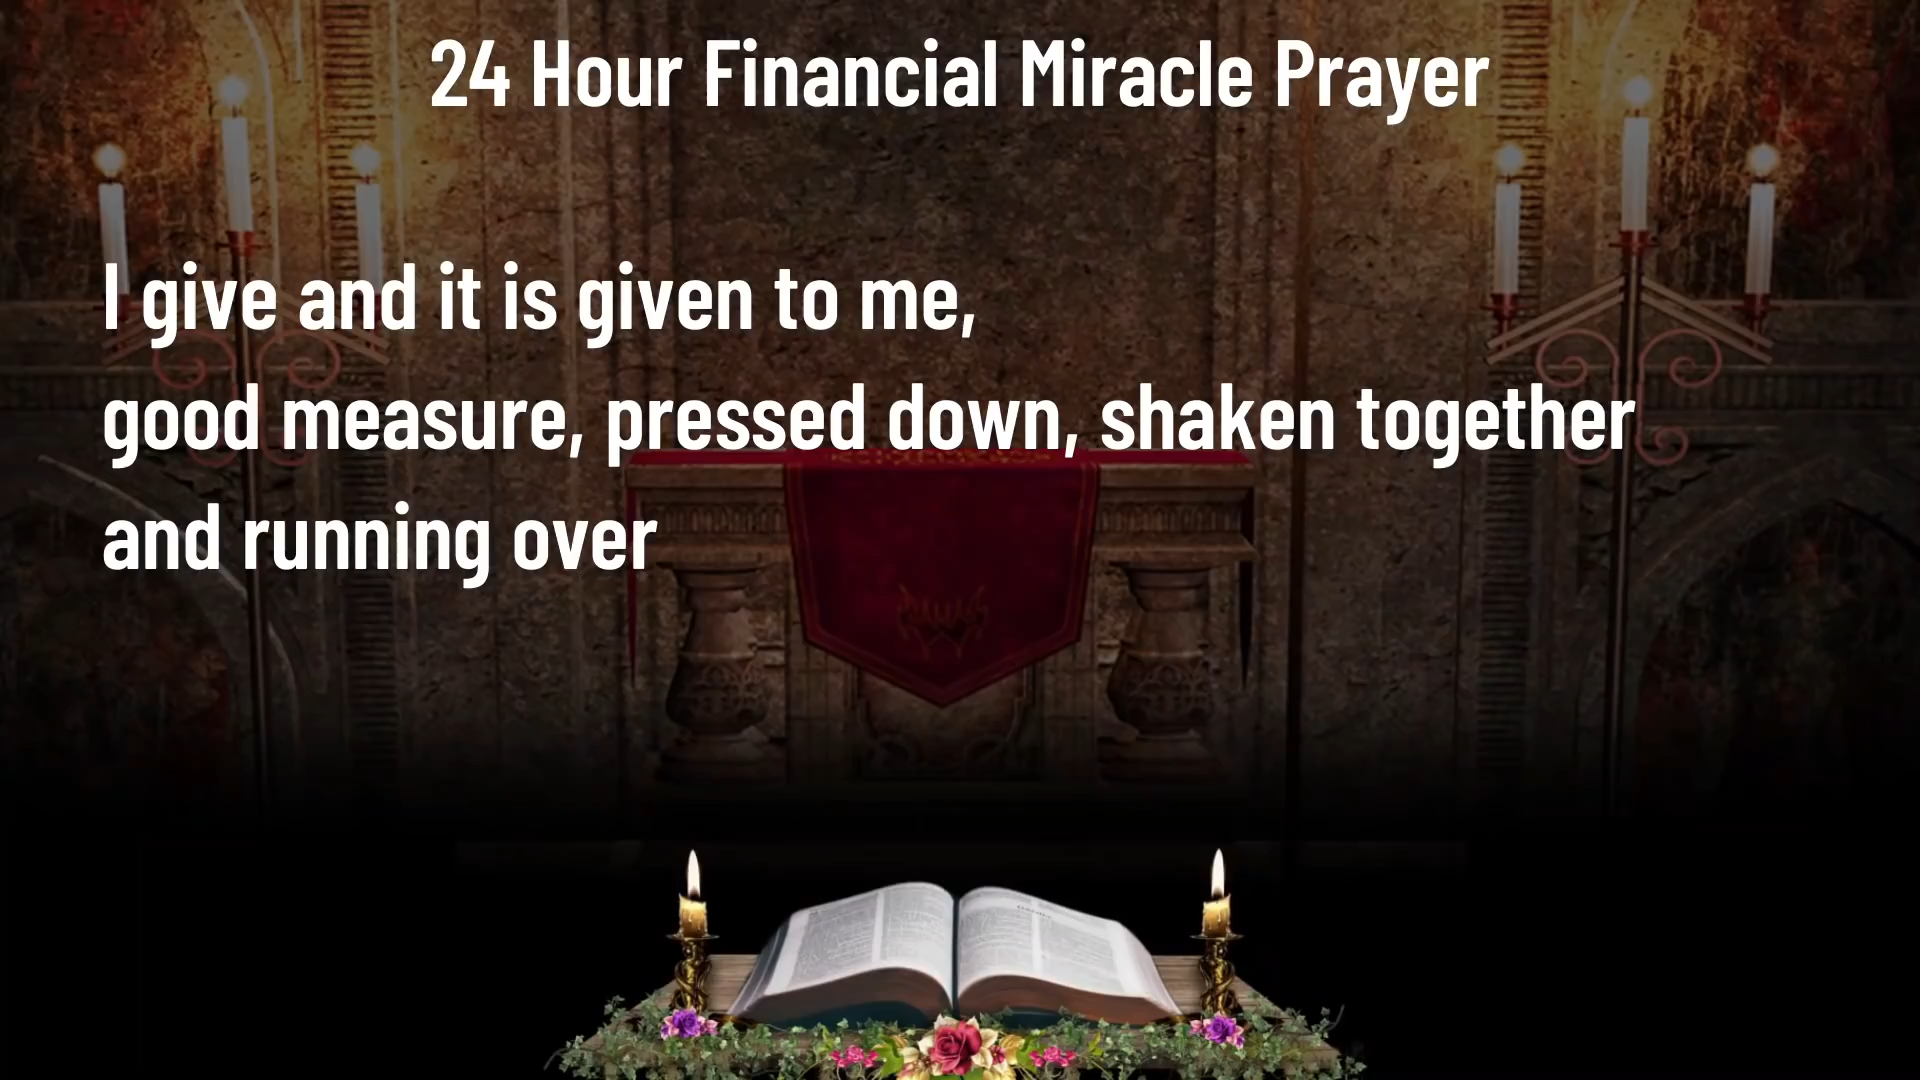 24 Hour Financial Miracle Prayer
I give and it is given to me,
good measure, pressed down, shaken together
and running over